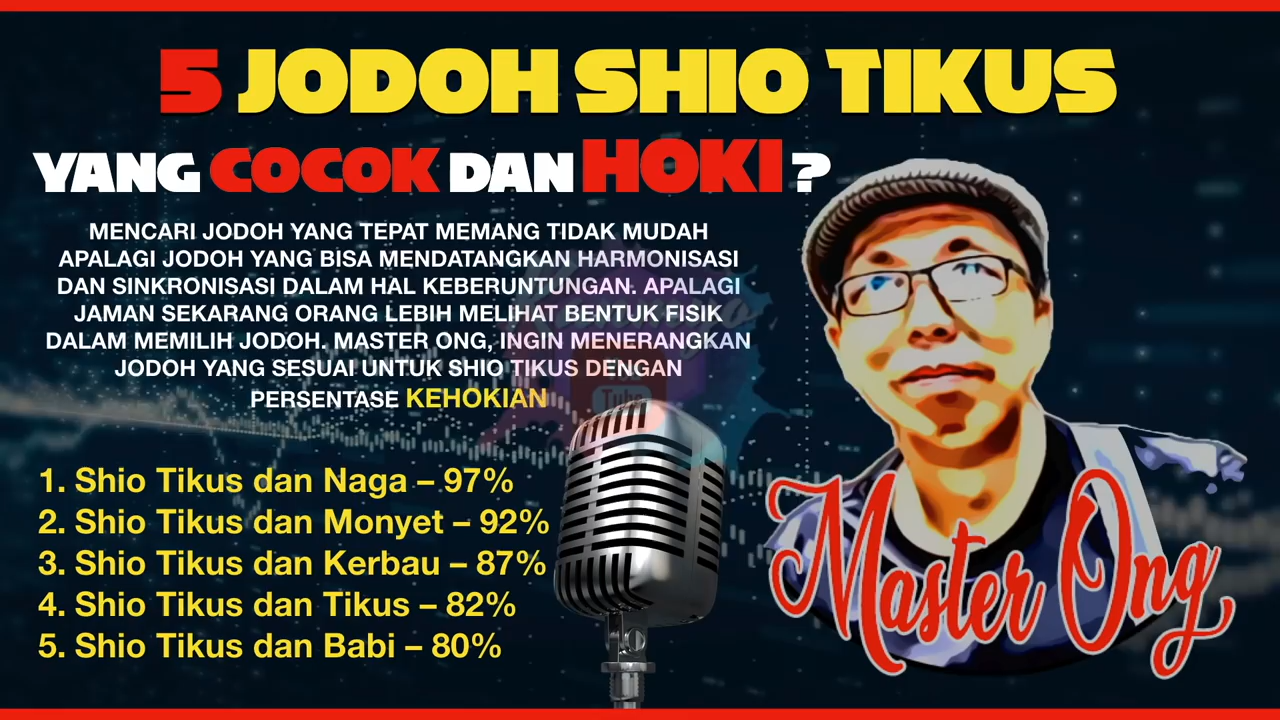 5 JODOH SHIO TIKUS
YANG COCOK DAN HOKI ?
MENCARI JODOH YANG TEPAT MEMANG TIDAK MUDAH
APALAGI JODOH YANG BISA MENDATANGKAN HARMONISASI
DAN SINKRONISASI DALAM HAL KEBERUNTUNGAN. APALAGI
JAMAN SEKARANG ORANG LEBIH MELIHAT BENTUK FISIK
DALAM MEMILIH JODOH. MASTER ONG, INGIN MENERANGKAN
JODOH YANG SESUAI UNTUK SHIO TIKUS DENGAN
PERSENTASE KEHOKIAN
1. Shio Tikus dan Naga – 97%
2. Shio Tikus dan Monyet – 92%
3. Shio Tikus dan Kerbau – 87%
4. Shio Tikus dan Tikus – 82%
5. Shio Tikus dan Babi – 80%
Master Ong